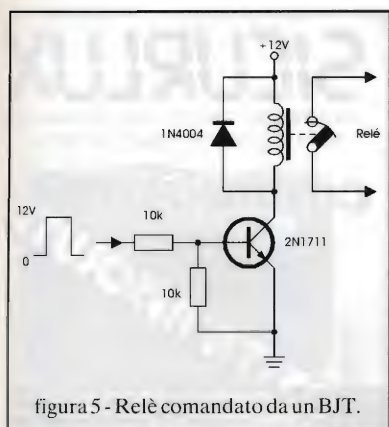 +12V
1N4004
Relé
12V
0
10k
2N1711
10k
figura 5 - Relè comandato da un BJT.